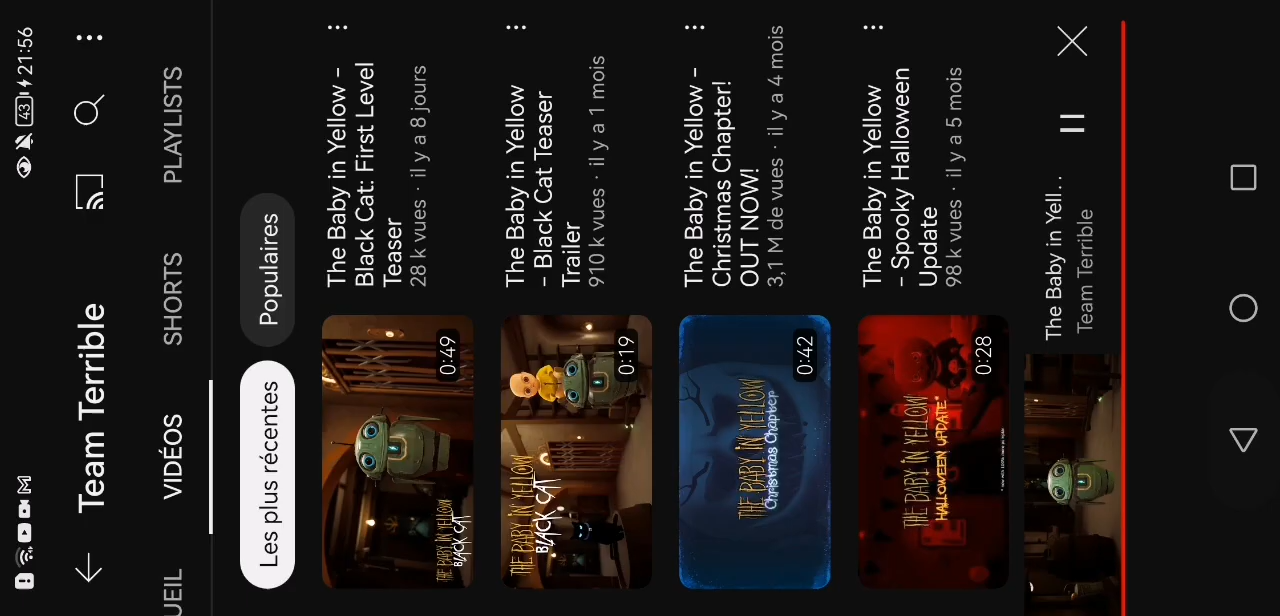 21:56
43
Team Terrible
UEIL
VIDÉOS
SHORTS
PLAYLISTS
Les plus récentes
Populaires
THE BABY IN YELLOW
BLACK CAT
0:49
The Baby in Yellow -
Black Cat: First Level
Teaser
28 k vues · il y a 8 jours
THE BABY IN YELLOW
BLACK CAT
0:19
The Baby in Yellow
- Black Cat Teaser
Trailer
910 k vues · il y a 1 mois
THE BABY IN YELLOW
Christmas Chapter
0:42
The Baby in Yellow -
Christmas Chapter!
OUT NOW!
3,1 M de vues · il y a 4 mois
THE BABY IN YELLOW
HALLOWEEN UPDATE*
0:28
The Baby in Yellow
- Spooky Halloween
Update
98 k vues · il y a 5 mois
The Baby in Yell...
Team Terrible